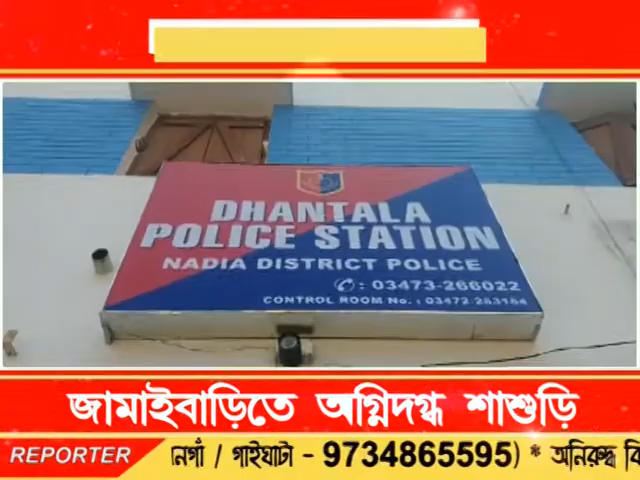 DHANTALA
POLICE STATION
NADIA DISTRICT POLICE
✆: 03473-266022
CONTROL ROOM No. : 03472-283184
জামাইবাড়িতে অগ্নিদগ্ধ শাশুড়ি
REPORTER নগাঁ / গাইঘাটা - 9734865595) * অনিরুদ্ধ বি